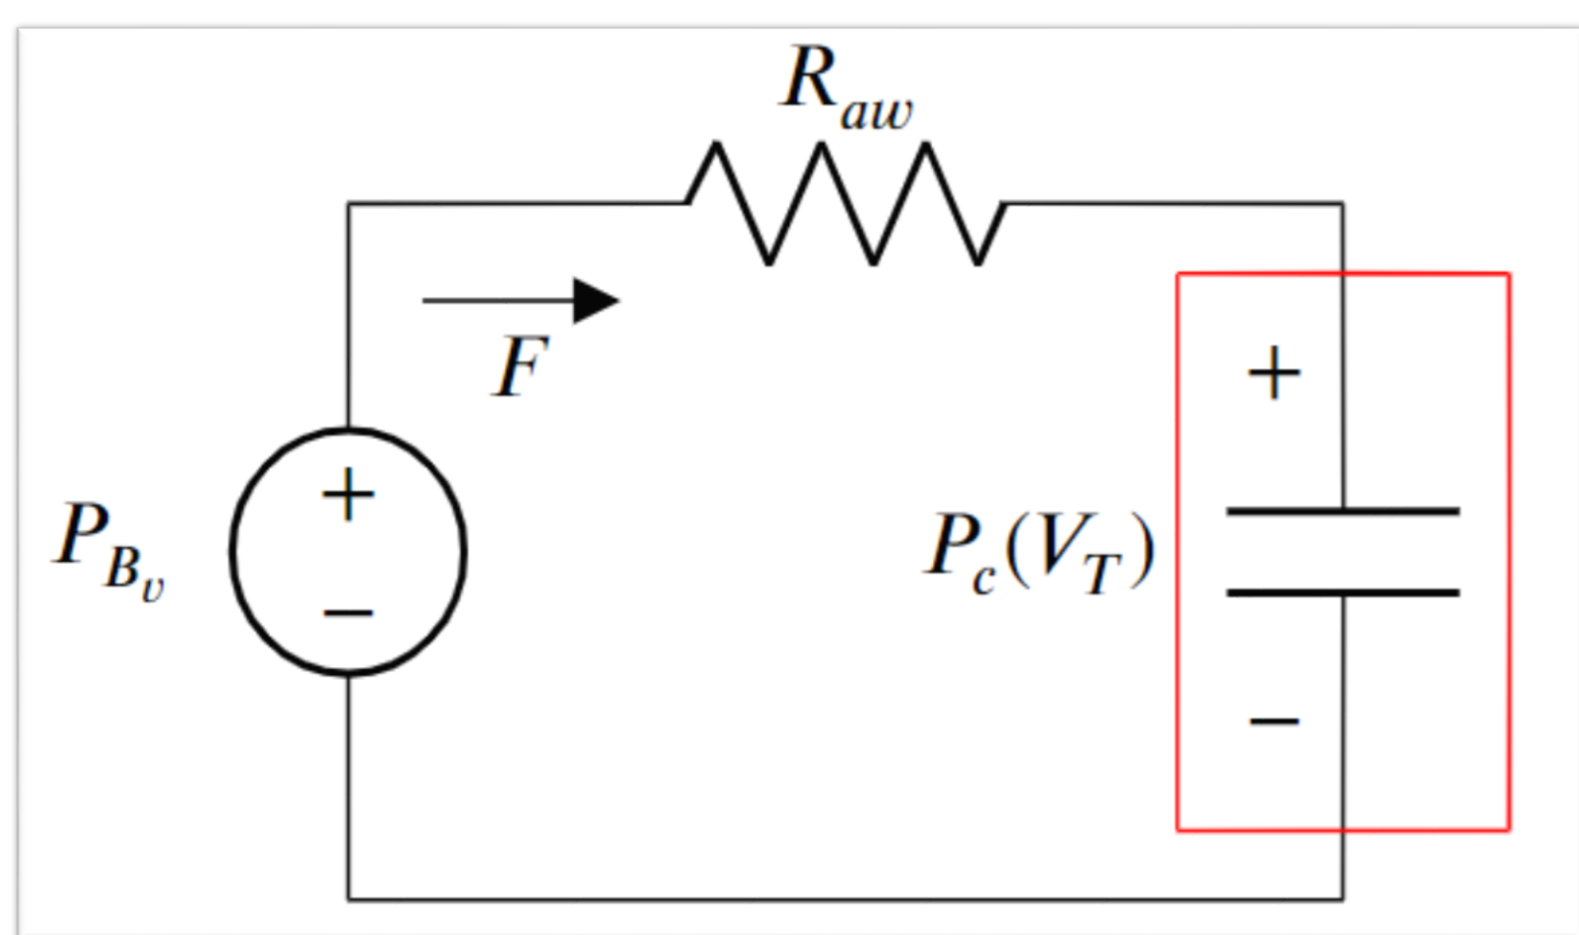 R_aw
F
+
+
P_Bv
P_c(V_T)
−
−